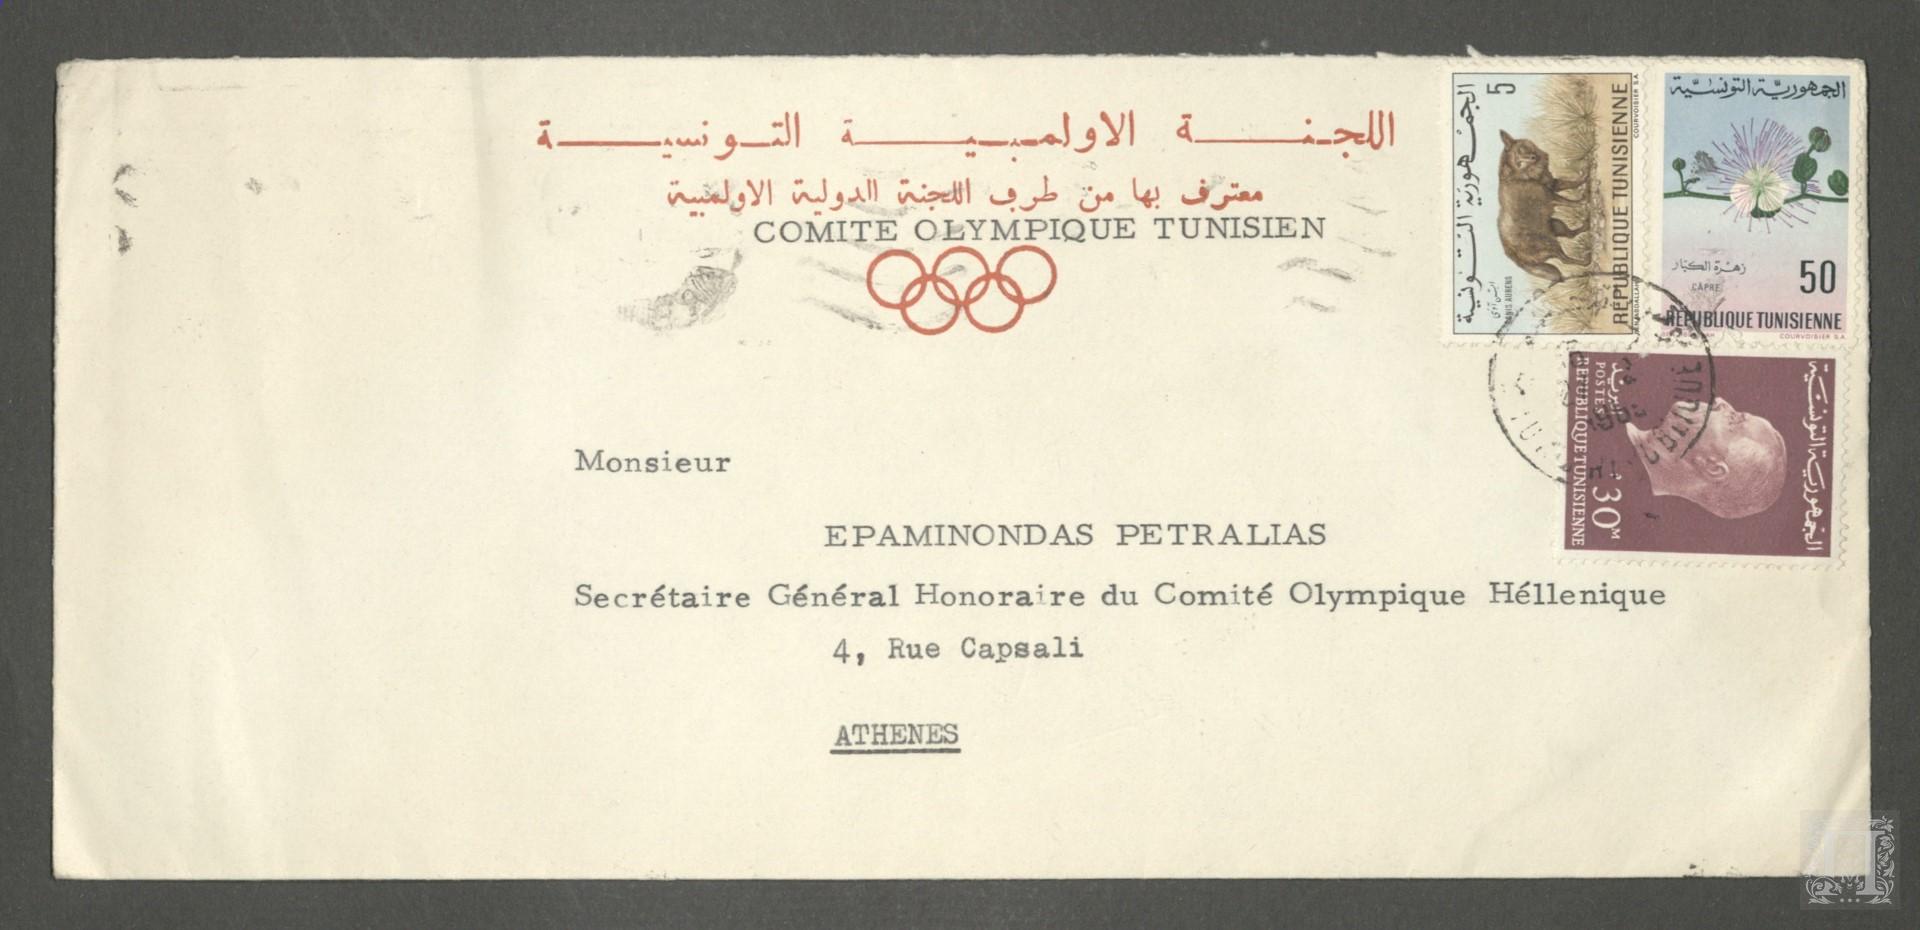 اللجنة الاولمبية التونسية
معترف بها من طرف اللجنة الدولية الاولمبية
COMITE OLYMPIQUE TUNISIEN
الجمهورية التونسية
5
REPUBLIQUE TUNISIENNE
COURVOISIER S.A.
الجمهورية التونسية
زهرة الكبار
CÂPRE
50
REPUBLIQUE TUNISIENNE
COURVOISIER S.A.
الجمهورية التونسية
بريد
POSTES
REPUBLIQUE TUNISIENNE
30M
Monsieur
EPAMINONDAS PETRALIAS
Secrétaire Général Honoraire du Comité Olympique Héllenique
4, Rue Capsali
ATHENES